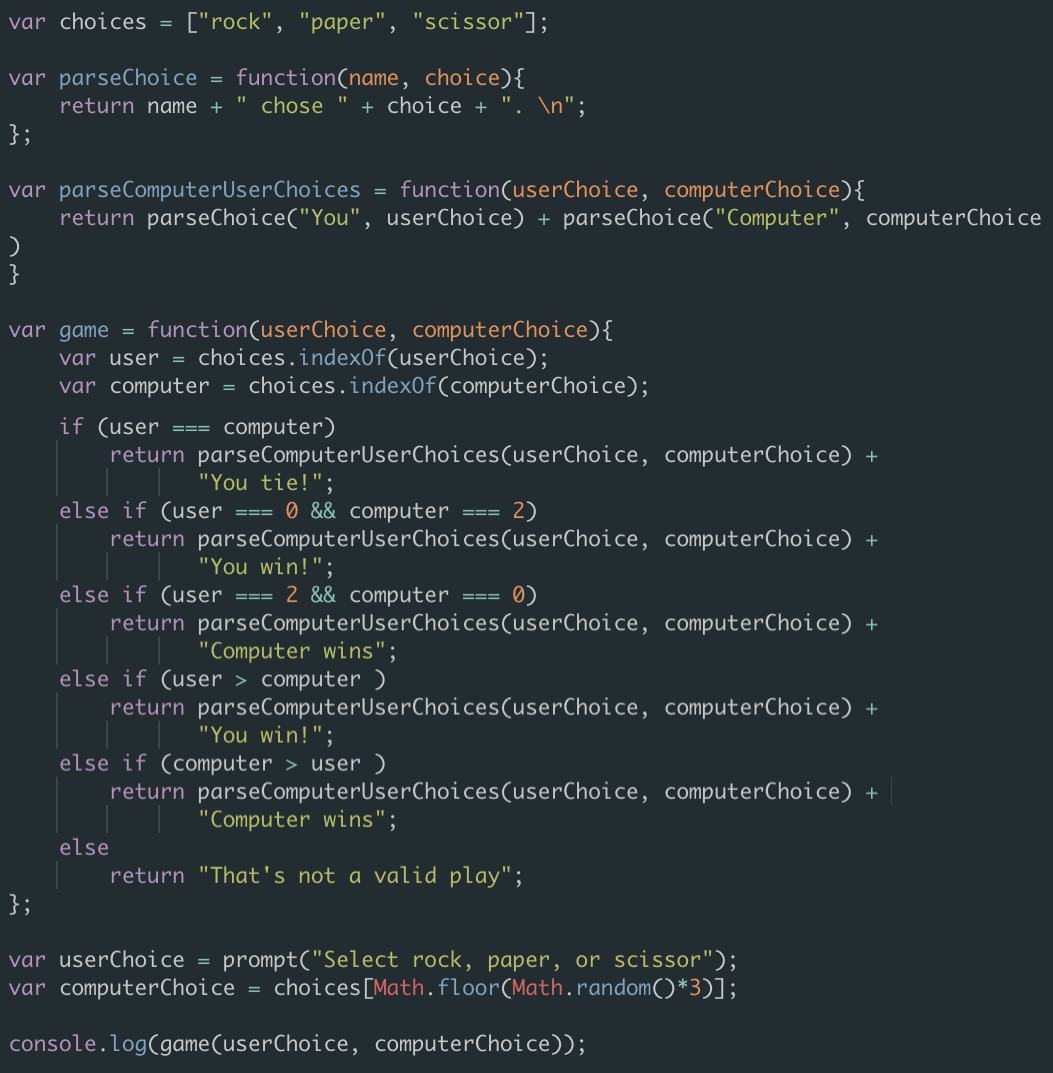 var choices = ["rock", "paper", "scissor"];

var parseChoice = function(name, choice){
    return name + " chose " + choice + ". \n";
};

var parseComputerUserChoices = function(userChoice, computerChoice){
    return parseChoice("You", userChoice) + parseChoice("Computer", computerChoice
)
}

var game = function(userChoice, computerChoice){
    var user = choices.indexOf(userChoice);
    var computer = choices.indexOf(computerChoice);

    if (user === computer)
        return parseComputerUserChoices(userChoice, computerChoice) +
               "You tie!";
    else if (user === 0 && computer === 2)
        return parseComputerUserChoices(userChoice, computerChoice) +
               "You win!";
    else if (user === 2 && computer === 0)
        return parseComputerUserChoices(userChoice, computerChoice) +
               "Computer wins";
    else if (user > computer )
        return parseComputerUserChoices(userChoice, computerChoice) +
               "You win!";
    else if (computer > user )
        return parseComputerUserChoices(userChoice, computerChoice) +
               "Computer wins";
    else
        return "That's not a valid play";
};

var userChoice = prompt("Select rock, paper, or scissor");
var computerChoice = choices[Math.floor(Math.random()*3)];

console.log(game(userChoice, computerChoice));